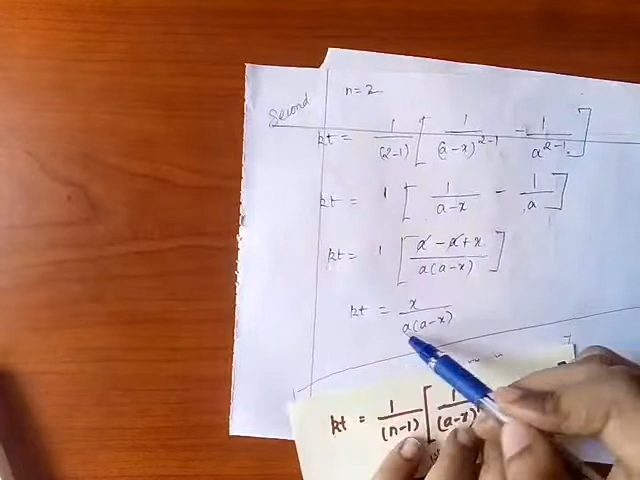 Second
n = 2
kt = 1/(2-1) [ 1/(a-x)^2-1 - 1/a^2-1 ]
kt = 1 [ 1/a-x - 1/a ]
kt = 1 [ a - a + x / a(a-x) ]
kt = x / a(a-x)
kt = 1/(n-1) [ 1/(a-x)